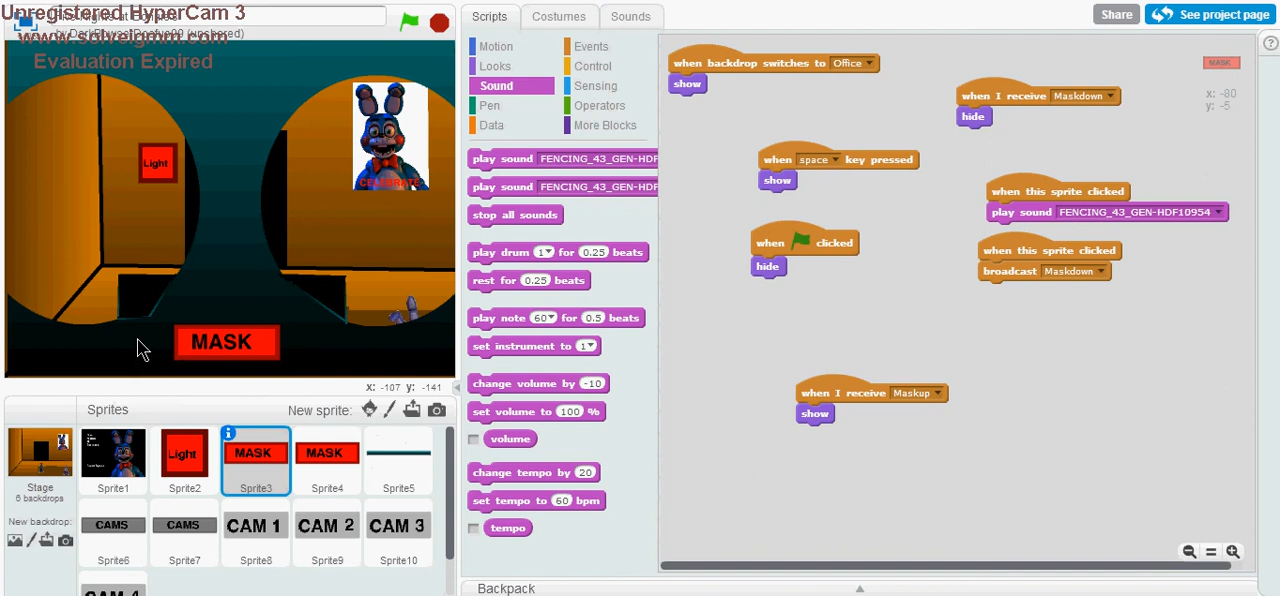 Unregistered HyperCam 3
www.solveigmm.com
Evaluation Expired
(unshared)
Light
CELEBRATE
MASK
x: -107 y: -141
Scripts
Costumes
Sounds
Share
See project page
Motion
Looks
Sound
Pen
Data
Events
Control
Sensing
Operators
More Blocks
play sound FENCING_43_GEN-HDF
play sound FENCING_43_GEN-HDF
stop all sounds
play drum 1 for 0.25 beats
rest for 0.25 beats
play note 60 for 0.5 beats
set instrument to 1
change volume by -10
set volume to 100 %
volume
change tempo by 20
set tempo to 60 bpm
tempo
when backdrop switches to Office
show
when I receive Maskdown
hide
when space key pressed
show
when this sprite clicked
play sound FENCING_43_GEN-HDF10954
when clicked
hide
when this sprite clicked
broadcast Maskdown
when I receive Maskup
show
MASK
x: -80
y: -5
?
Sprites
New sprite:
Stage
6 backdrops
New backdrop:
Sprite1
Light
Sprite2
i
MASK
Sprite3
MASK
Sprite4
Sprite5
CAMS
Sprite6
CAMS
Sprite7
CAM 1
Sprite8
CAM 2
Sprite9
CAM 3
Sprite10
CAM 4
Backpack